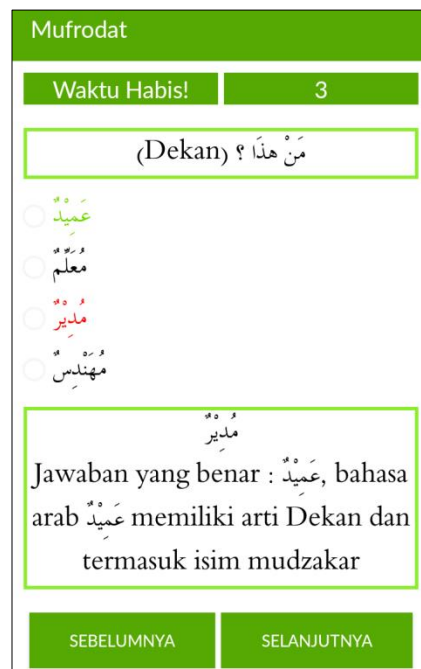 Mufrodat
Waktu Habis!
3
مَنْ هذَا ؟ (Dekan)
عَمِيْدٌ
مُعَلِّمٌ
مُدِيْرٌ
مُهَنْدِسٌ
مُدِيْرٌ
Jawaban yang benar : عَمِيْدٌ, bahasa
arab عَمِيْدٌ memiliki arti Dekan dan
termasuk isim mudzakar
SEBELUMNYA
SELANJUTNYA